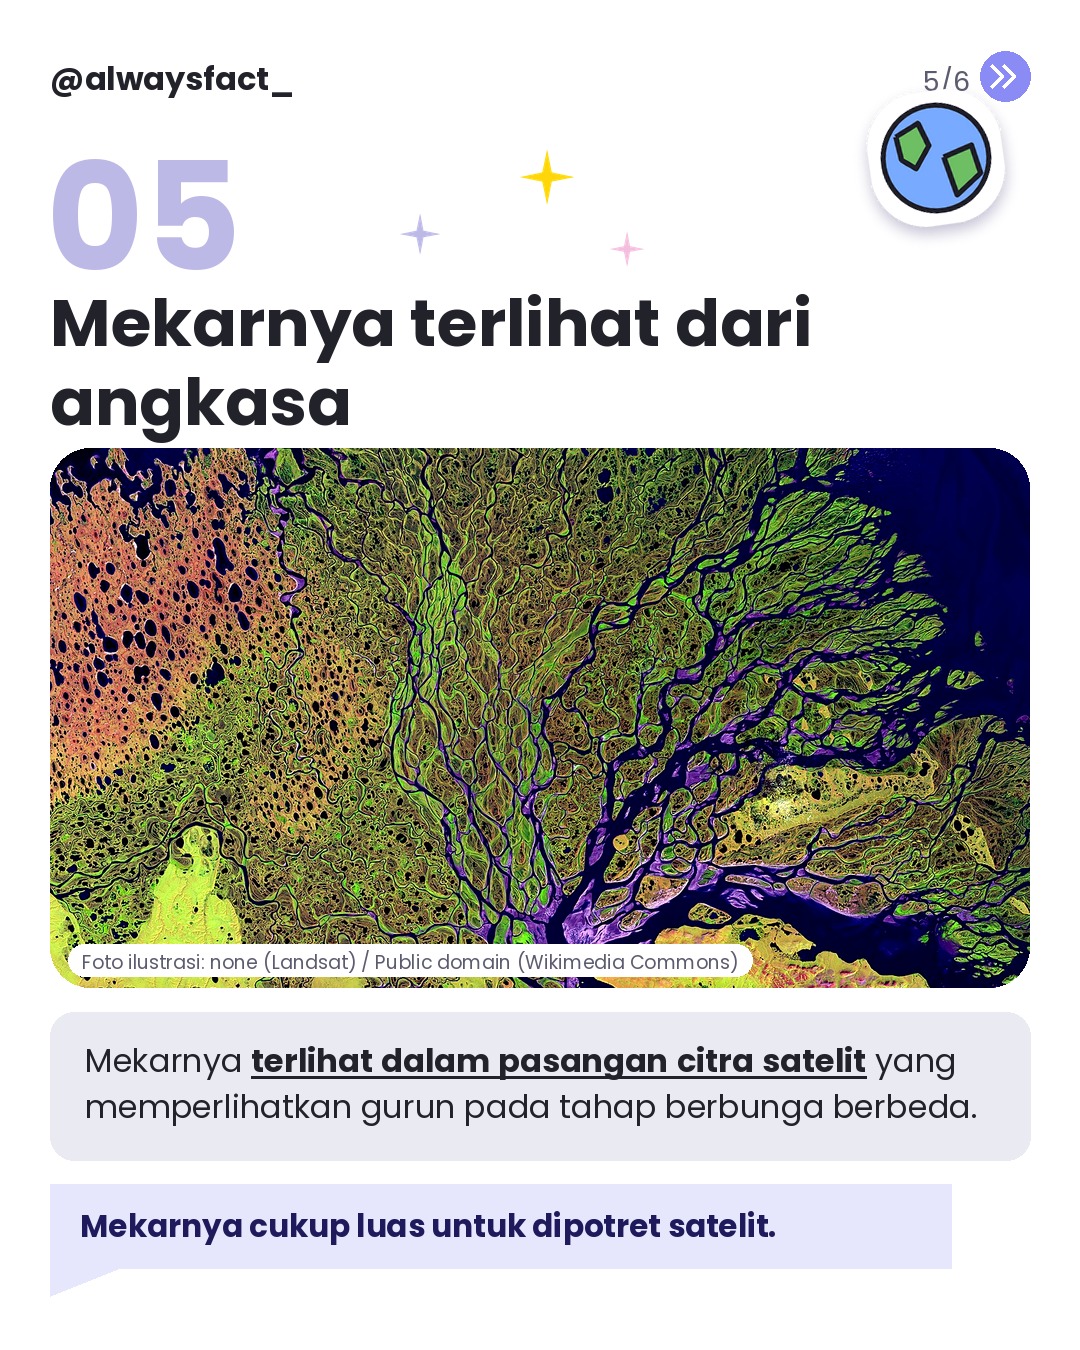 @alwaysfact_
5/6
05
Mekarnya terlihat dari
angkasa
Foto ilustrasi: none (Landsat) / Public domain (Wikimedia Commons)
Mekarnya terlihat dalam pasangan citra satelit yang
memperlihatkan gurun pada tahap berbunga berbeda.
Mekarnya cukup luas untuk dipotret satelit.